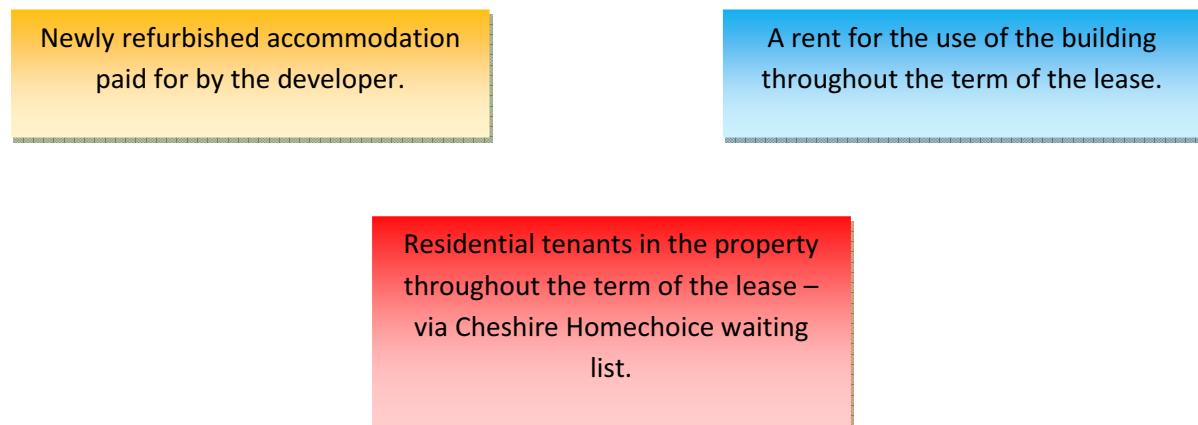 Newly refurbished accommodation
paid for by the developer.
A rent for the use of the building
throughout the term of the lease.
Residential tenants in the property
throughout the term of the lease –
via Cheshire Homechoice waiting
list.